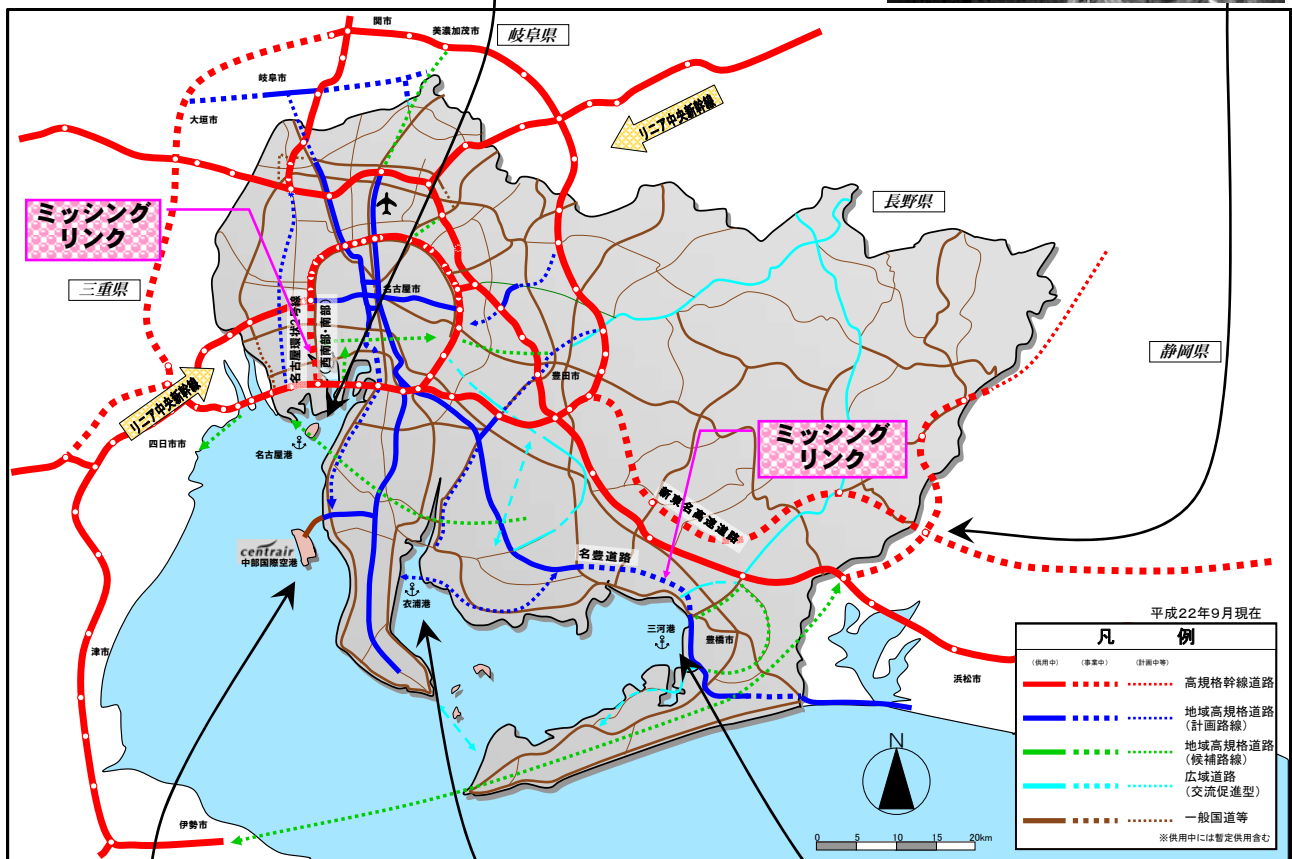 関市
美濃加茂市
岐阜県
岐阜市
大垣市
リニア中央新幹線
ミッシング
リンク
長野県
三重県
名古屋市
名古屋環状2号線
(西南部・南部)
静岡県
リニア中央新幹線
豊田市
四日市市
名古屋港
ミッシング
リンク
新東名高速道路
centrair
中部国際空港
名豊道路
衣浦港
三河港
豊橋市
津市
浜松市
伊勢市
平成22年9月現在
凡 例
(供用中) (事業中) (計画中等)
高規格幹線道路
地域高規格道路
(計画路線)
地域高規格道路
(候補路線)
広域道路
(交流促進型)
一般国道等
※供用中には暫定供用含む
N
0 5 10 15 20km